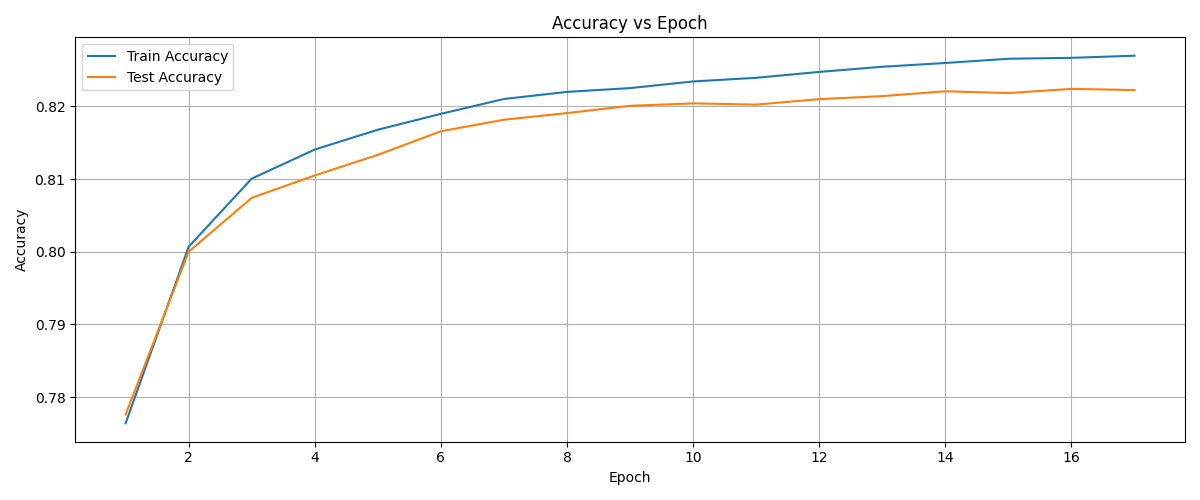 Accuracy vs Epoch
Train Accuracy
Test Accuracy
0.82
0.81
0.80
0.79
0.78
Accuracy
2 4 6 8 10 12 14 16
Epoch